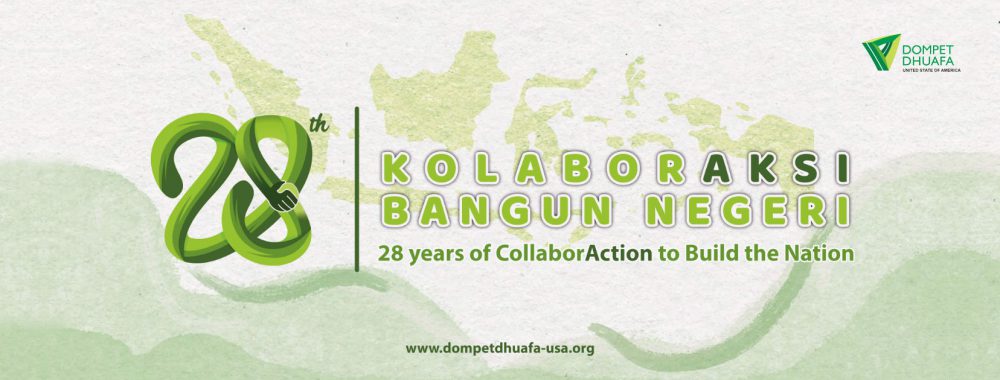 DOMPET
DHUAFA
UNITED STATE OF AMERICA
28th
KOLABORAKSI
BANGUN NEGERI
28 years of CollaborAction to Build the Nation
www.dompetdhuafa-usa.org